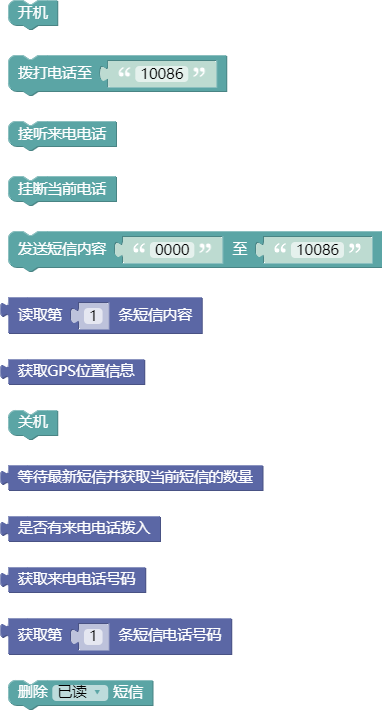 开机
拨打电话至 “ 10086 ”
接听来电电话
挂断当前电话
发送短信内容 “ 0000 ” 至 “ 10086 ”
读取第 1 条短信内容
获取GPS位置信息
关机
等待最新短信并获取当前短信的数量
是否有来电电话拨入
获取来电电话号码
获取第 1 条短信电话号码
删除 已读 短信